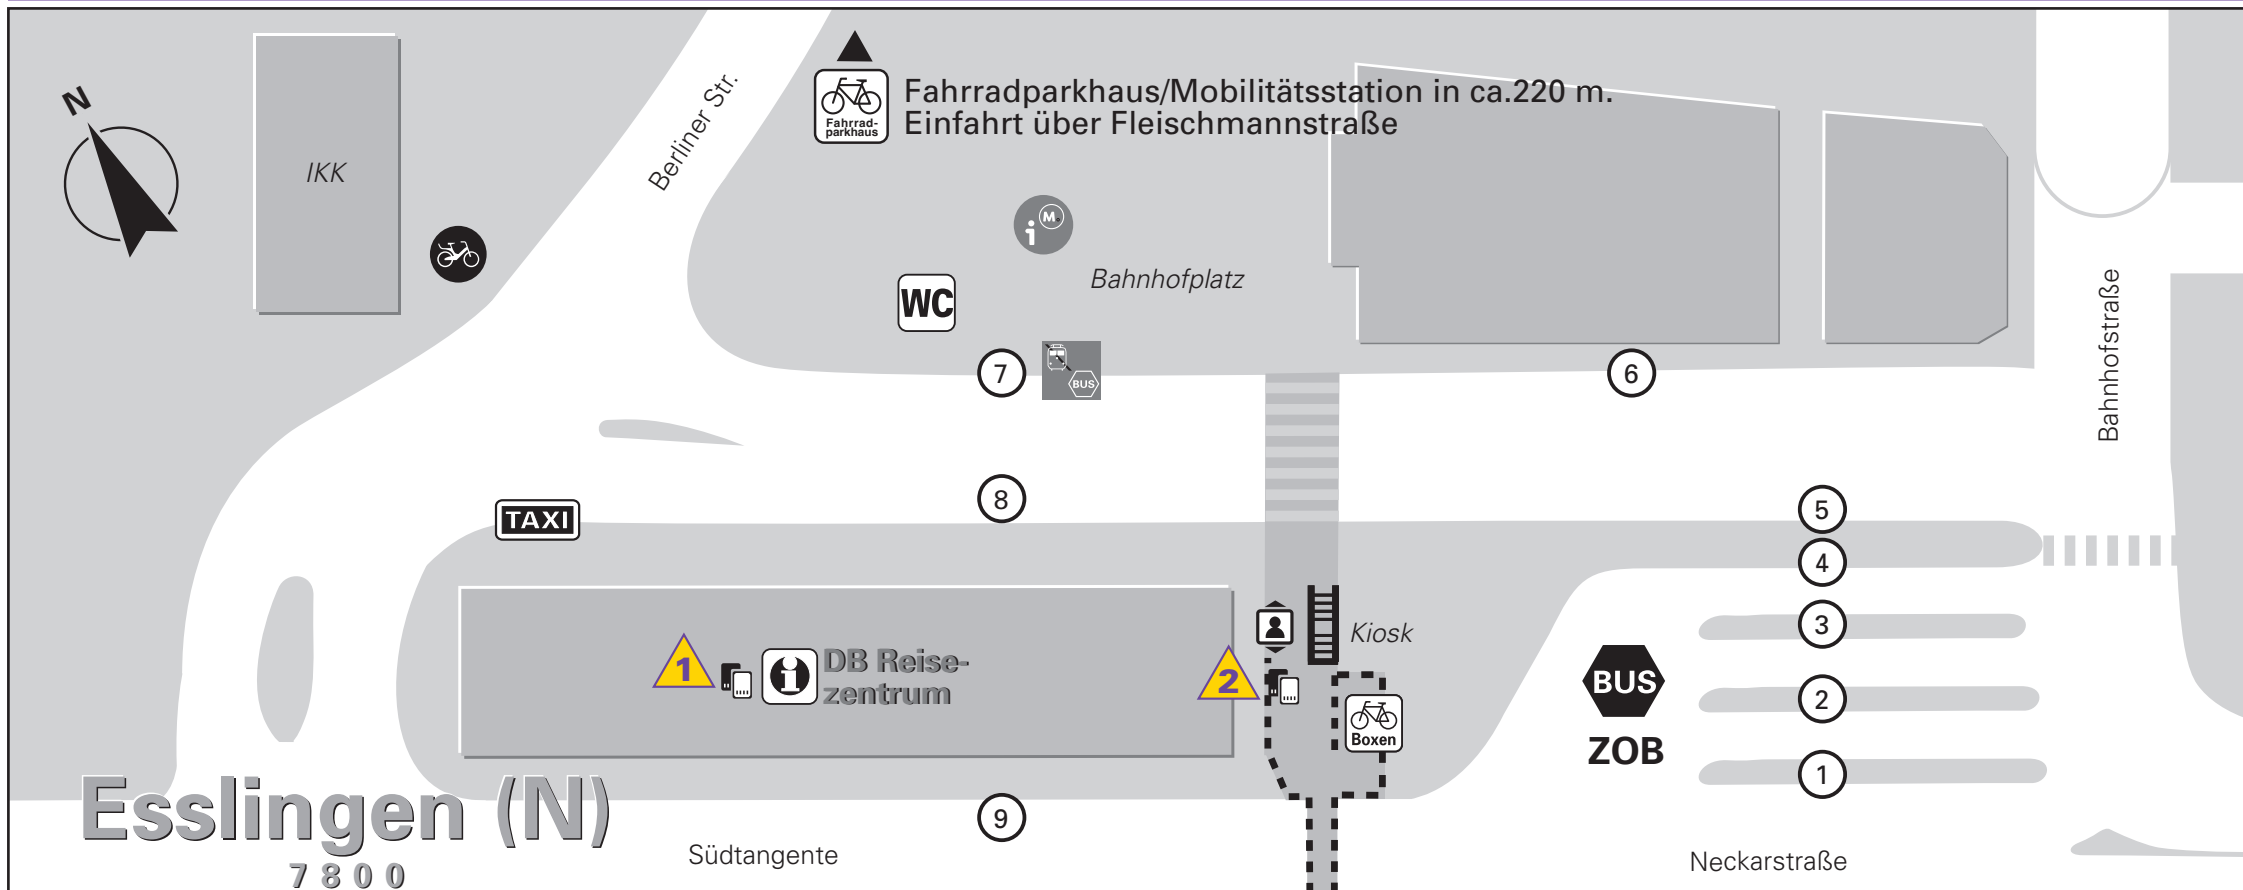 N
IKK
Berliner Str.
Fahrrad-
parkhaus
Fahrradparkhaus/Mobilitätsstation in ca.220 m.
Einfahrt über Fleischmannstraße
i M.
WC
Bahnhofplatz
Bahnhofstraße
7
BUS
6
8
TAXI
5
4
3
2
1
Kiosk
1
i
DB Reise-
zentrum
2
Boxen
BUS
ZOB
Esslingen (N)
7800
9
Südtangente
Neckarstraße